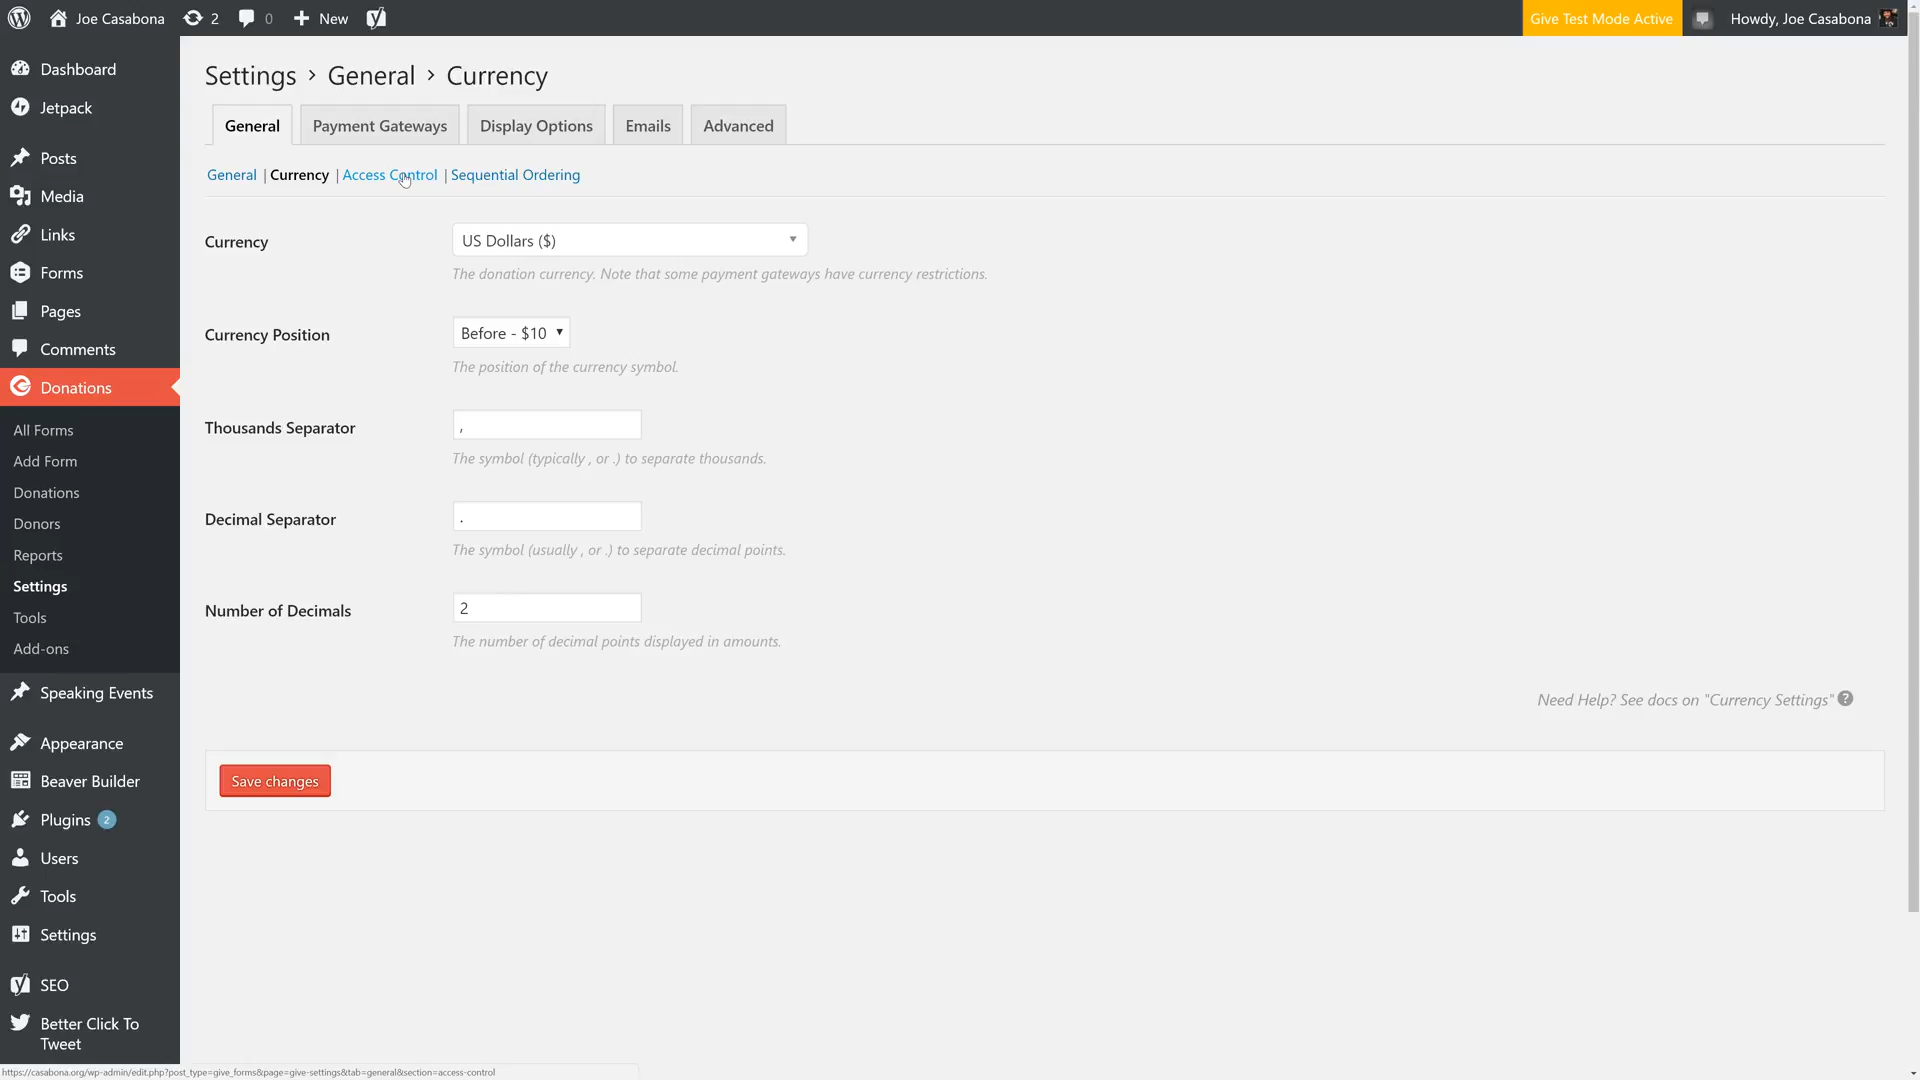 Joe Casabona 2 0 New Give Test Mode Active Howdy, Joe Casabona
Dashboard
Jetpack
Posts
Media
Links
Forms
Pages
Comments
Donations
All Forms
Add Form
Donations
Donors
Reports
Settings
Tools
Add-ons
Speaking Events
Appearance
Beaver Builder
Plugins 2
Users
Tools
Settings
SEO
Better Click To
Tweet
Settings › General › Currency
General Payment Gateways Display Options Emails Advanced
General | Currency | Access Control | Sequential Ordering
Currency US Dollars ($)
The donation currency. Note that some payment gateways have currency restrictions.
Currency Position Before - $10
The position of the currency symbol.
Thousands Separator ,
The symbol (typically , or .) to separate thousands.
Decimal Separator .
The symbol (usually , or .) to separate decimal points.
Number of Decimals 2
The number of decimal points displayed in amounts.
Need Help? See docs on "Currency Settings" ?
Save changes
https://casabona.org/wp-admin/edit.php?post_type=give_forms&page=give-settings&tab=general&section=access-control